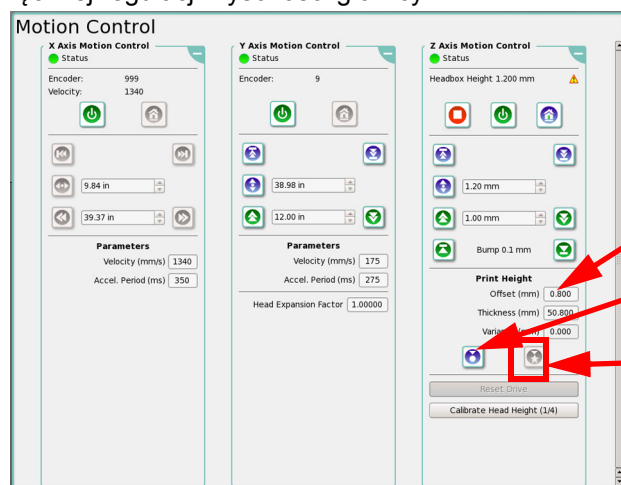 Motion Control
X Axis Motion Control
Status
Encoder: 999
Velocity: 1340
9.84 in
39.37 in
Parameters
Velocity (mm/s) 1340
Accel. Period (ms) 350
Y Axis Motion Control
Status
Encoder: 9
38.98 in
12.00 in
Parameters
Velocity (mm/s) 175
Accel. Period (ms) 275
Head Expansion Factor 1.00000
Z Axis Motion Control
Status
Headbox Height 1.200 mm
1.20 mm
1.00 mm
Bump 0.1 mm
Print Height
Offset (mm) 0.800
Thickness (mm) 50.800
0.000
Reset Drive
Calibrate Head Height (1/4)